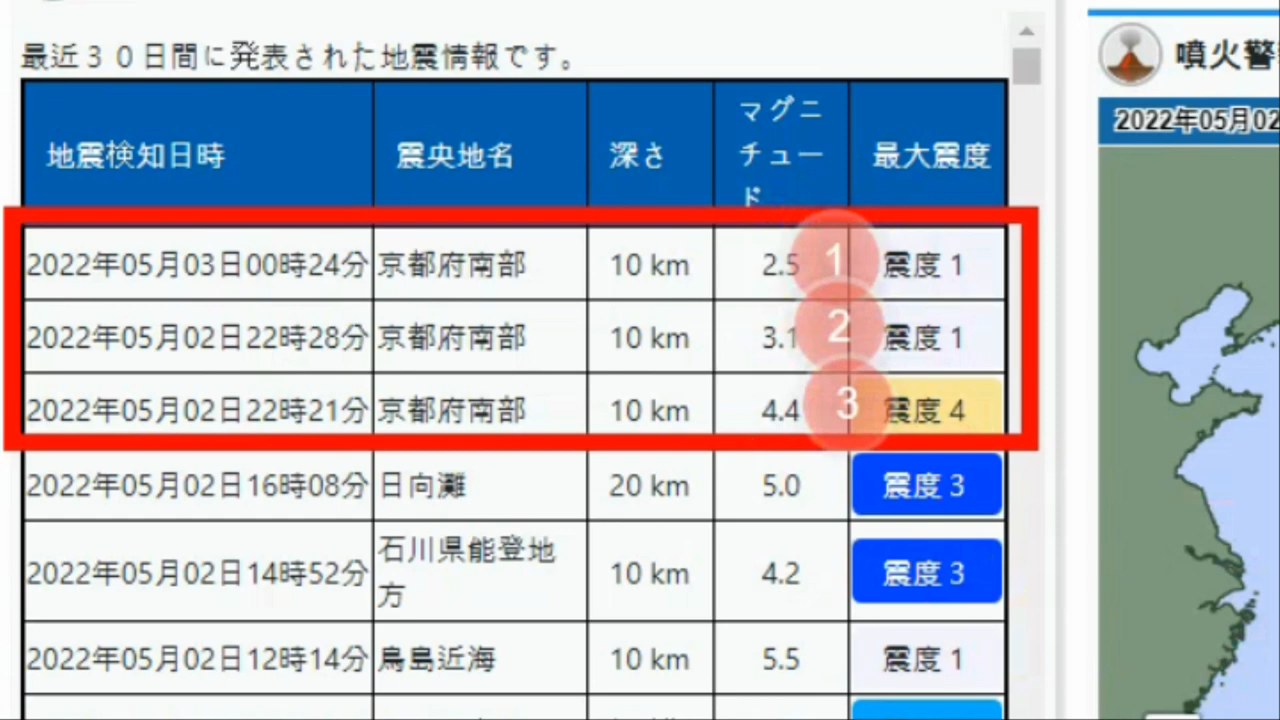 最近３０日間に発表された地震情報です。
地震検知日時 震央地名 深さ マグニチュード 最大震度
2022年05月03日00時24分 京都府南部 10 km 2.5 1 震度 1
2022年05月02日22時28分 京都府南部 10 km 3.1 2 震度 1
2022年05月02日22時21分 京都府南部 10 km 4.4 3 震度 4
2022年05月02日16時08分 日向灘 20 km 5.0 震度 3
2022年05月02日14時52分 石川県能登地方 10 km 4.2 震度 3
2022年05月02日12時14分 鳥島近海 10 km 5.5 震度 1
噴火警
2022年05月02